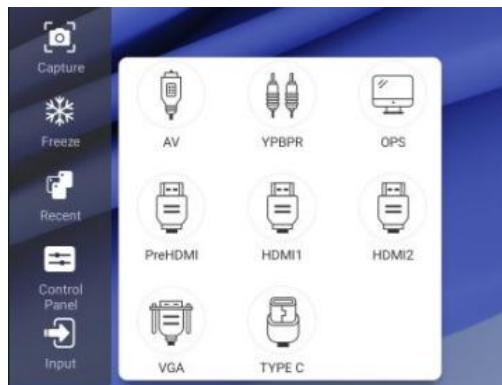 Capture
Freeze
Recent
Control
Panel
Input
AV
YPBPR
OPS
PreHDMI
HDMI1
HDMI2
VGA
TYPE C